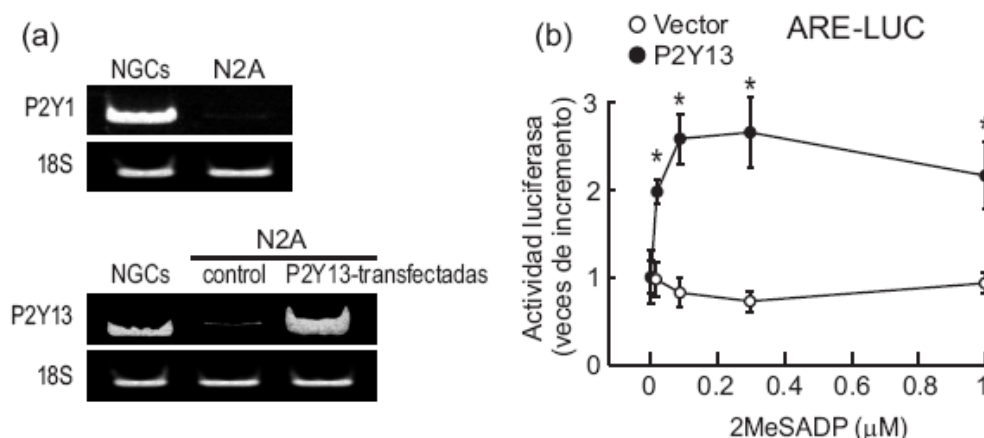 (a)
NGCs N2A
P2Y1
18S
N2A
NGCs control P2Y13-transfectadas
P2Y13
18S
(b)
○ Vector
● P2Y13
ARE-LUC
Actividad luciferasa
(veces de incremento)
3
2
1
0
* * * *
0 0.2 0.4 0.6 0.8 1
2MeSADP (μM)